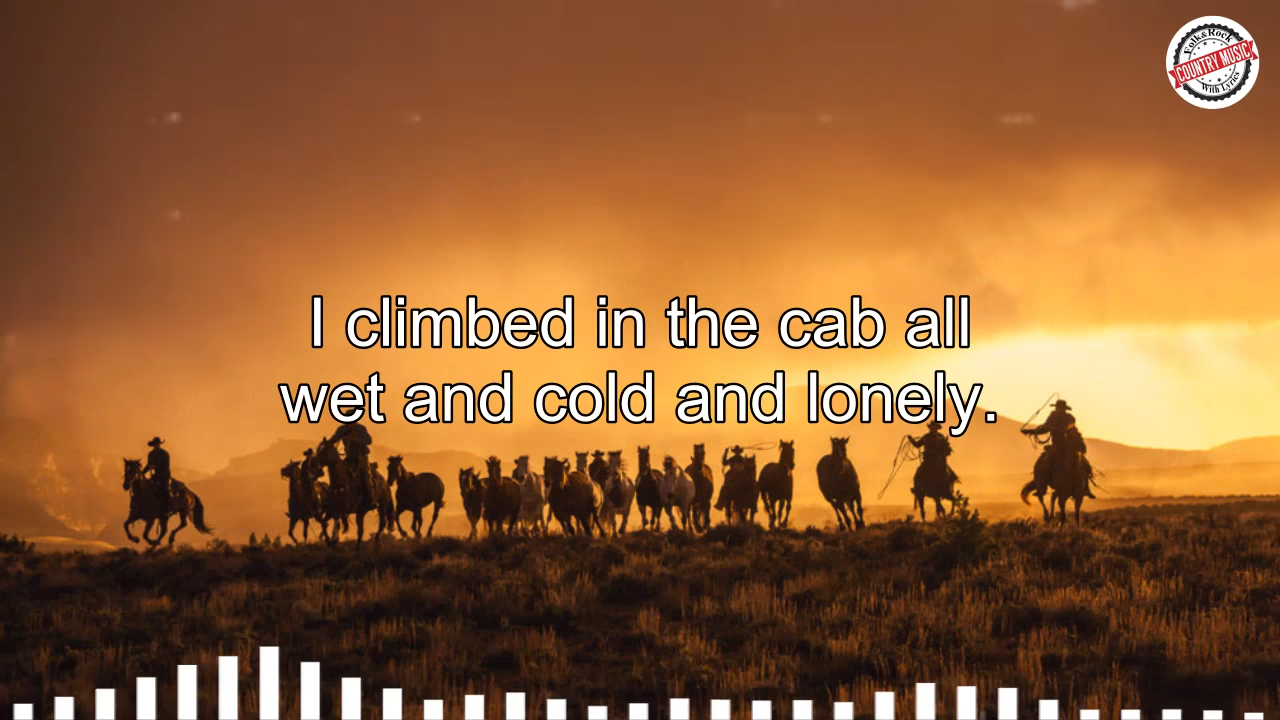 Folk&Rock
COUNTRY MUSIC
With Lyrics
I climbed in the cab all
wet and cold and lonely.